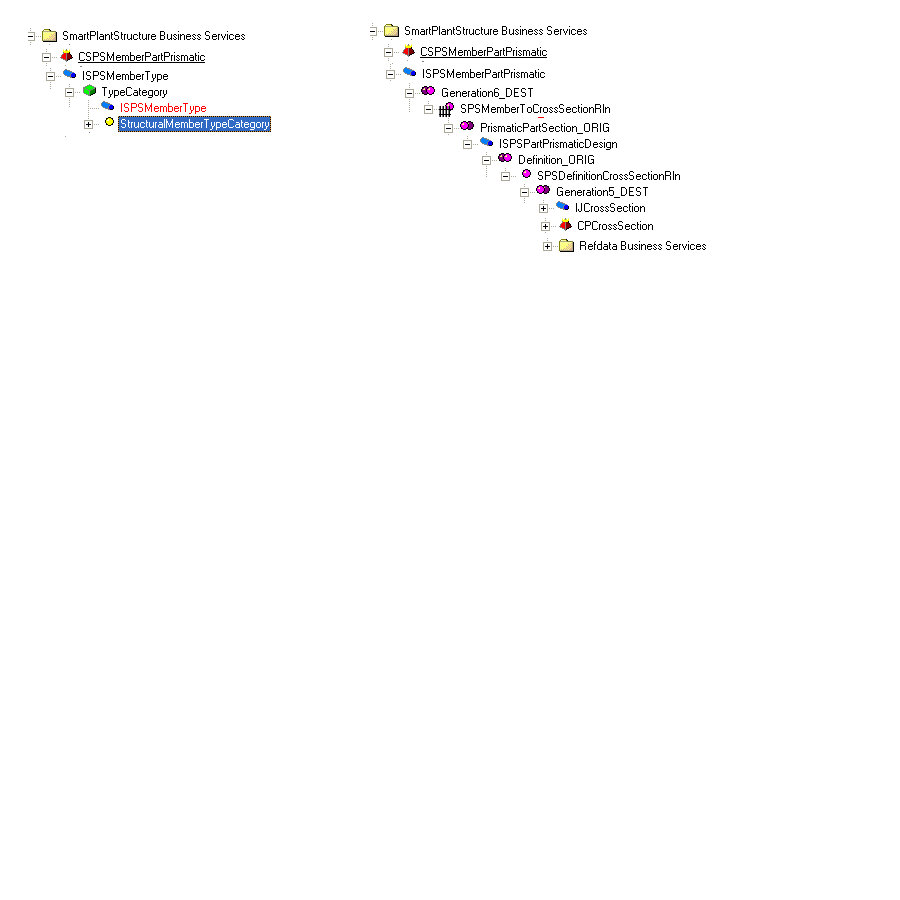 SmartPlantStructure Business Services
CSPSMemberPartPrismatic
ISPSMemberType
TypeCategory
ISPSMemberType
StructuralMemberTypeCategory
SmartPlantStructure Business Services
CSPSMemberPartPrismatic
ISPSMemberPartPrismatic
Generation6_DEST
SPSMemberToCrossSectionRln
PrismaticPartSection_ORIG
ISPSPartPrismaticDesign
Definition_ORIG
SPSDefinitionCrossSectionRln
Generation5_DEST
IJCrossSection
CPCrossSection
Refdata Business Services